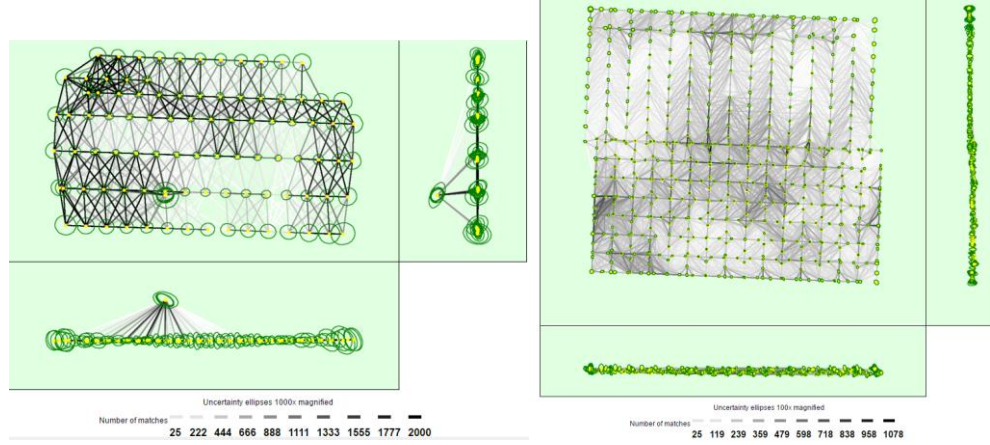 Uncertainty ellipses 1000x magnified
Number of matches
25 222 444 666 888 1111 1333 1555 1777 2000
Uncertainty ellipses 100x magnified
Number of matches
25 119 239 359 479 598 718 838 958 1078